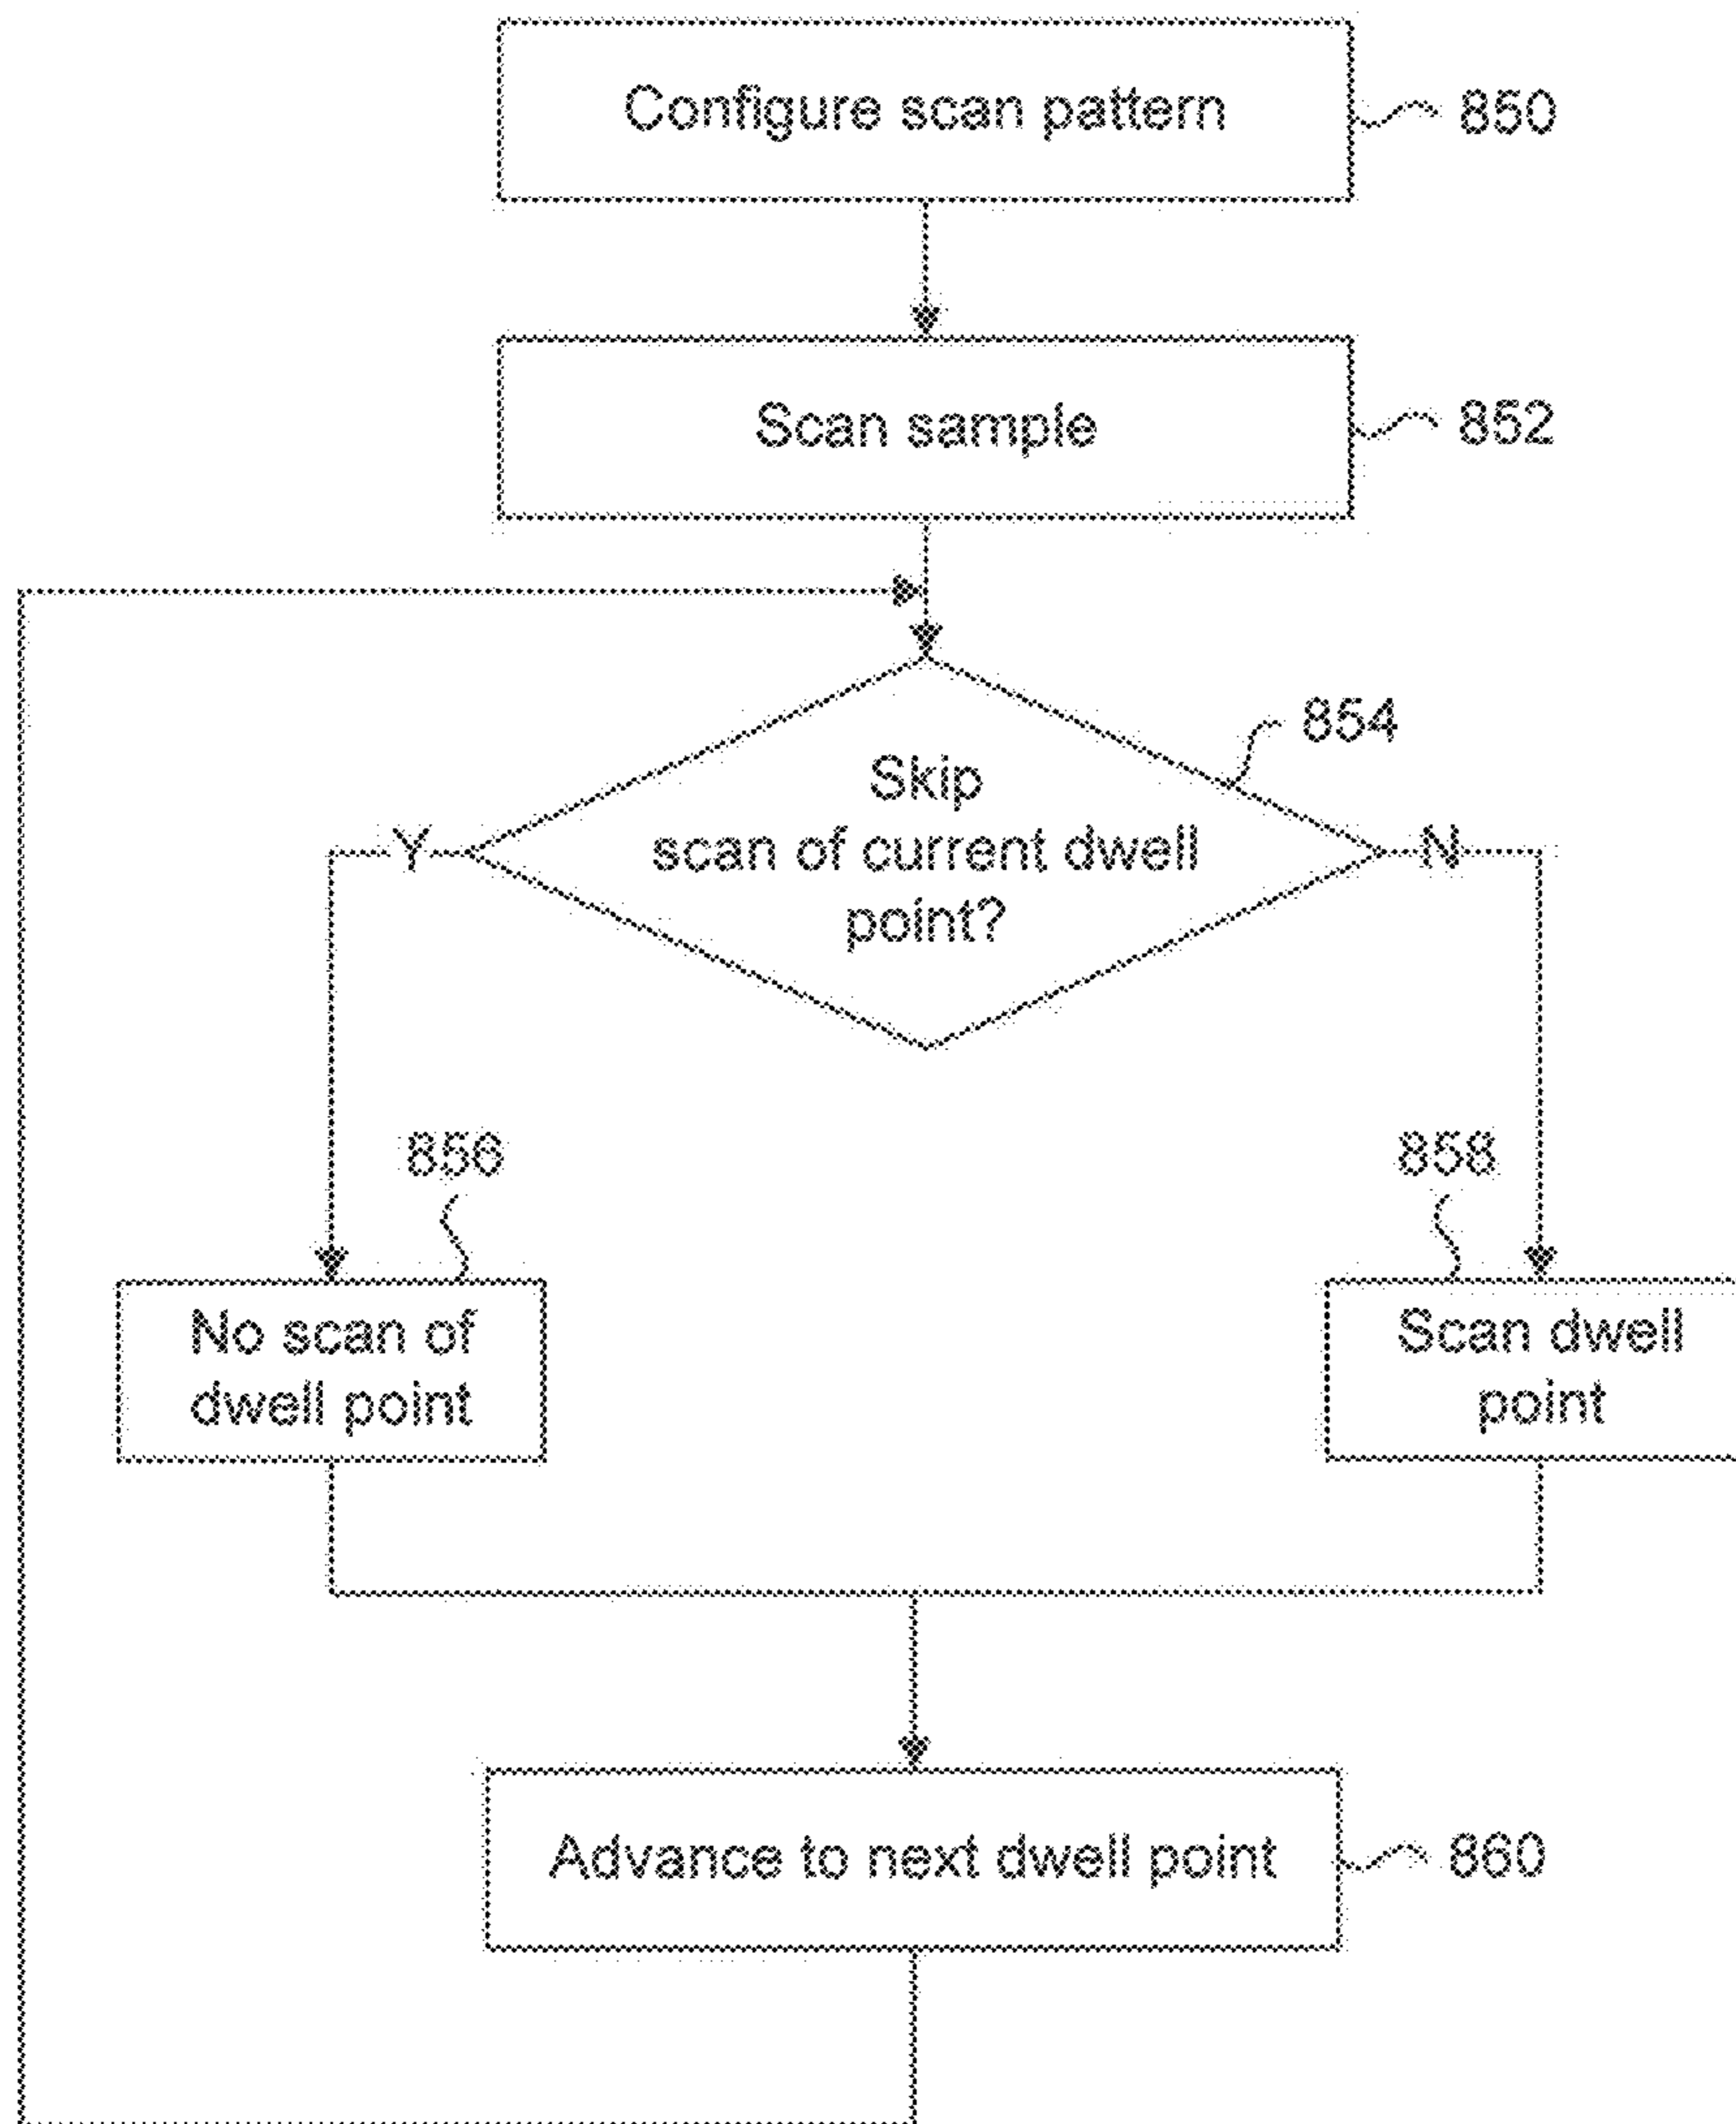 Configure scan pattern
850
Scan sample
852
854
Skip
scan of current dwell
point?
Y
N
856
858
No scan of
dwell point
Scan dwell
point
Advance to next dwell point
860